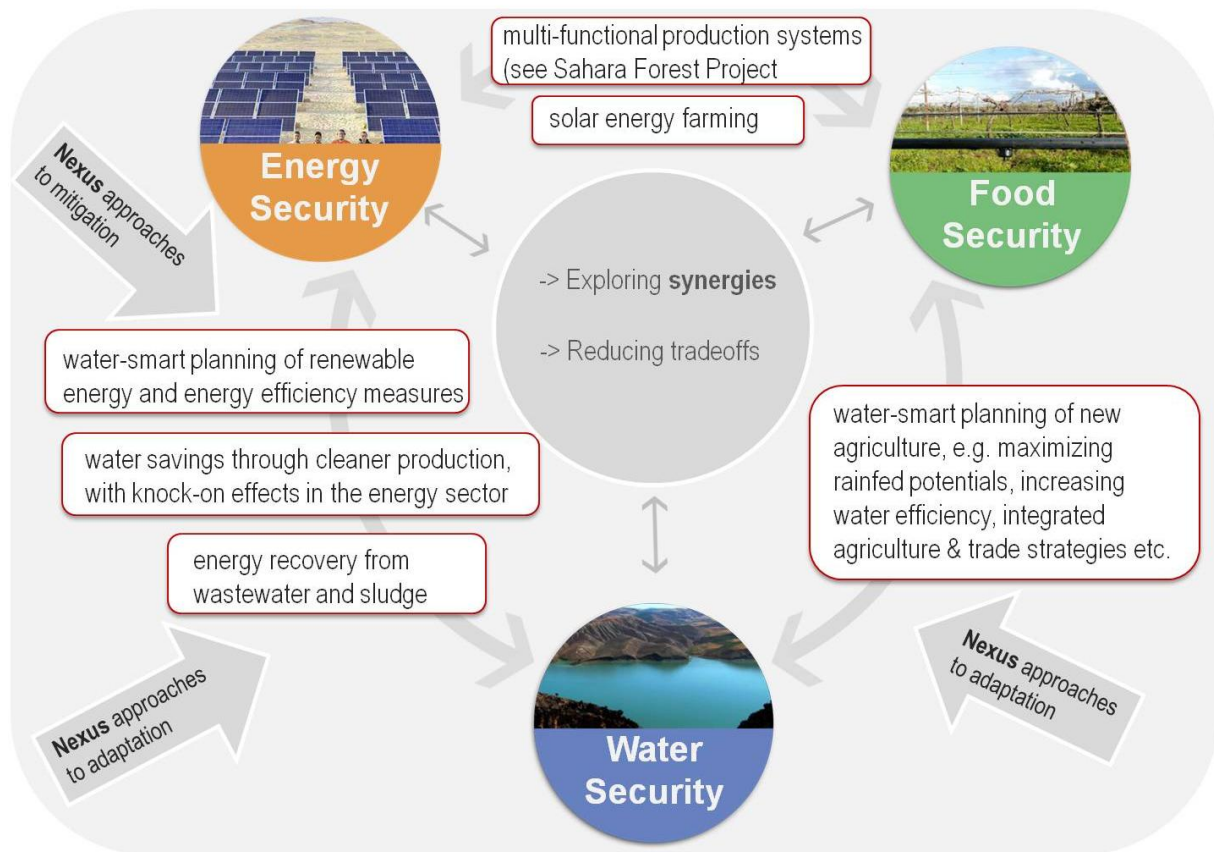 multi-functional production systems
(see Sahara Forest Project
solar energy farming
Energy
Security
Food
Security
Nexus approaches
to mitigation
-> Exploring synergies
-> Reducing tradeoffs
water-smart planning of renewable
energy and energy efficiency measures
water savings through cleaner production,
with knock-on effects in the energy sector
energy recovery from
wastewater and sludge
water-smart planning of new
agriculture, e.g. maximizing
rainfed potentials, increasing
water efficiency, integrated
agriculture & trade strategies etc.
Nexus approaches
to adaptation
Nexus approaches
to adaptation
Water
Security